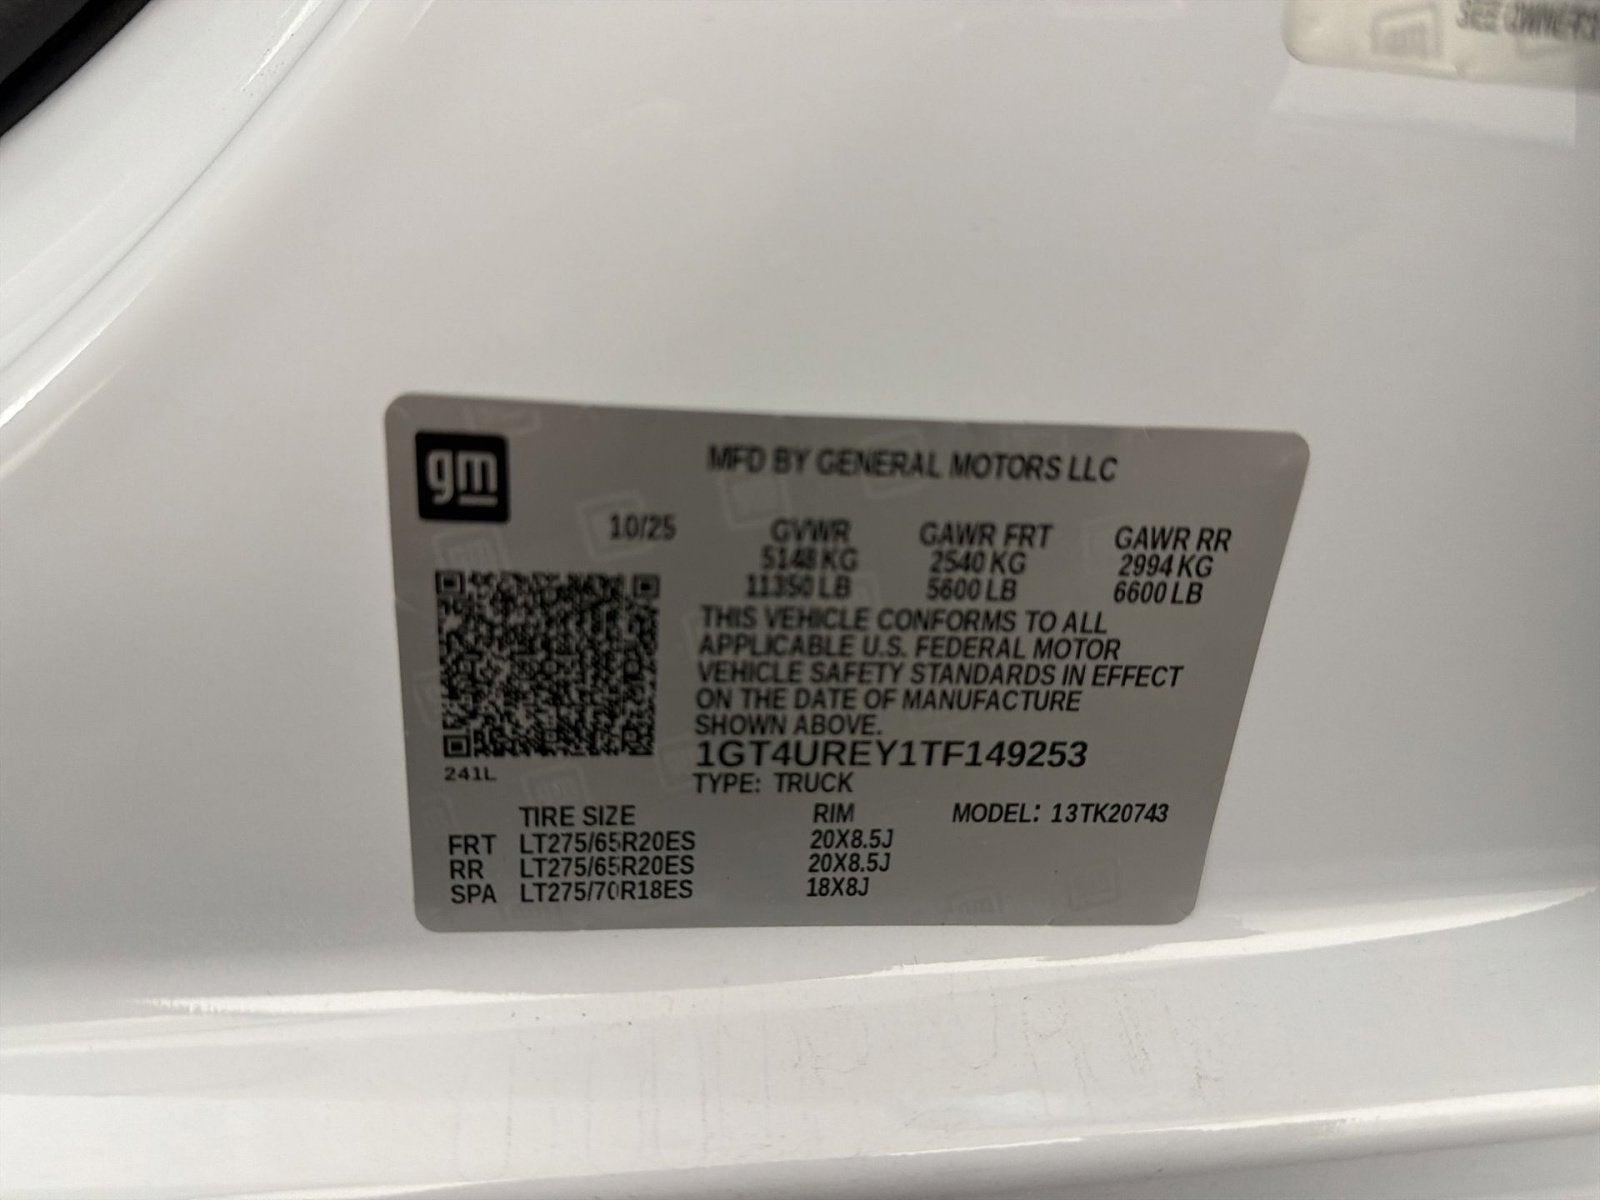 SEE OWNER'S
gm
MFD BY GENERAL MOTORS LLC
10/25 GVWR GAWR FRT GAWR RR
5148 KG 2540 KG 2994 KG
11350 LB 5600 LB 6600 LB
THIS VEHICLE CONFORMS TO ALL
APPLICABLE U.S. FEDERAL MOTOR
VEHICLE SAFETY STANDARDS IN EFFECT
ON THE DATE OF MANUFACTURE
SHOWN ABOVE.
1GT4UREY1TF149253
241L
TYPE: TRUCK
TIRE SIZE RIM MODEL: 13TK20743
FRT LT275/65R20ES 20X8.5J
RR LT275/65R20ES 20X8.5J
SPA LT275/70R18ES 18X8J